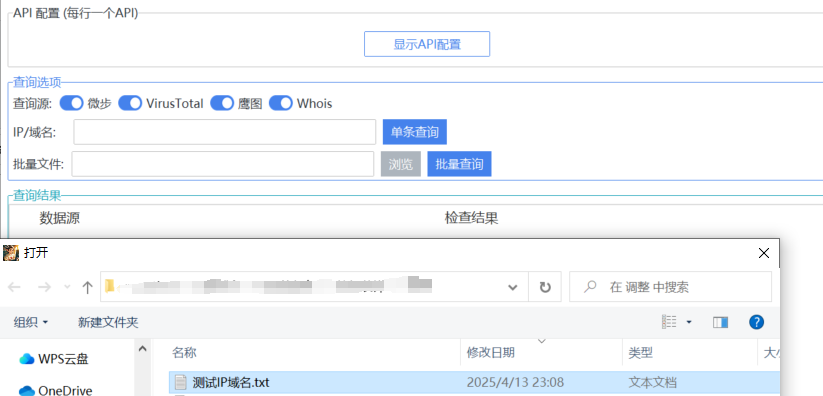 API 配置 (每行一个API)
显示API配置
查询选项
查询源: 微步 VirusTotal 鹰图 Whois
IP/域名: 单条查询
批量文件: 浏览 批量查询
查询结果
数据源 检查结果
打开
在 调整 中搜索
组织 新建文件夹
名称 修改日期 类型
WPS云盘
测试IP域名.txt 2025/4/13 23:08 文本文档
OneDrive